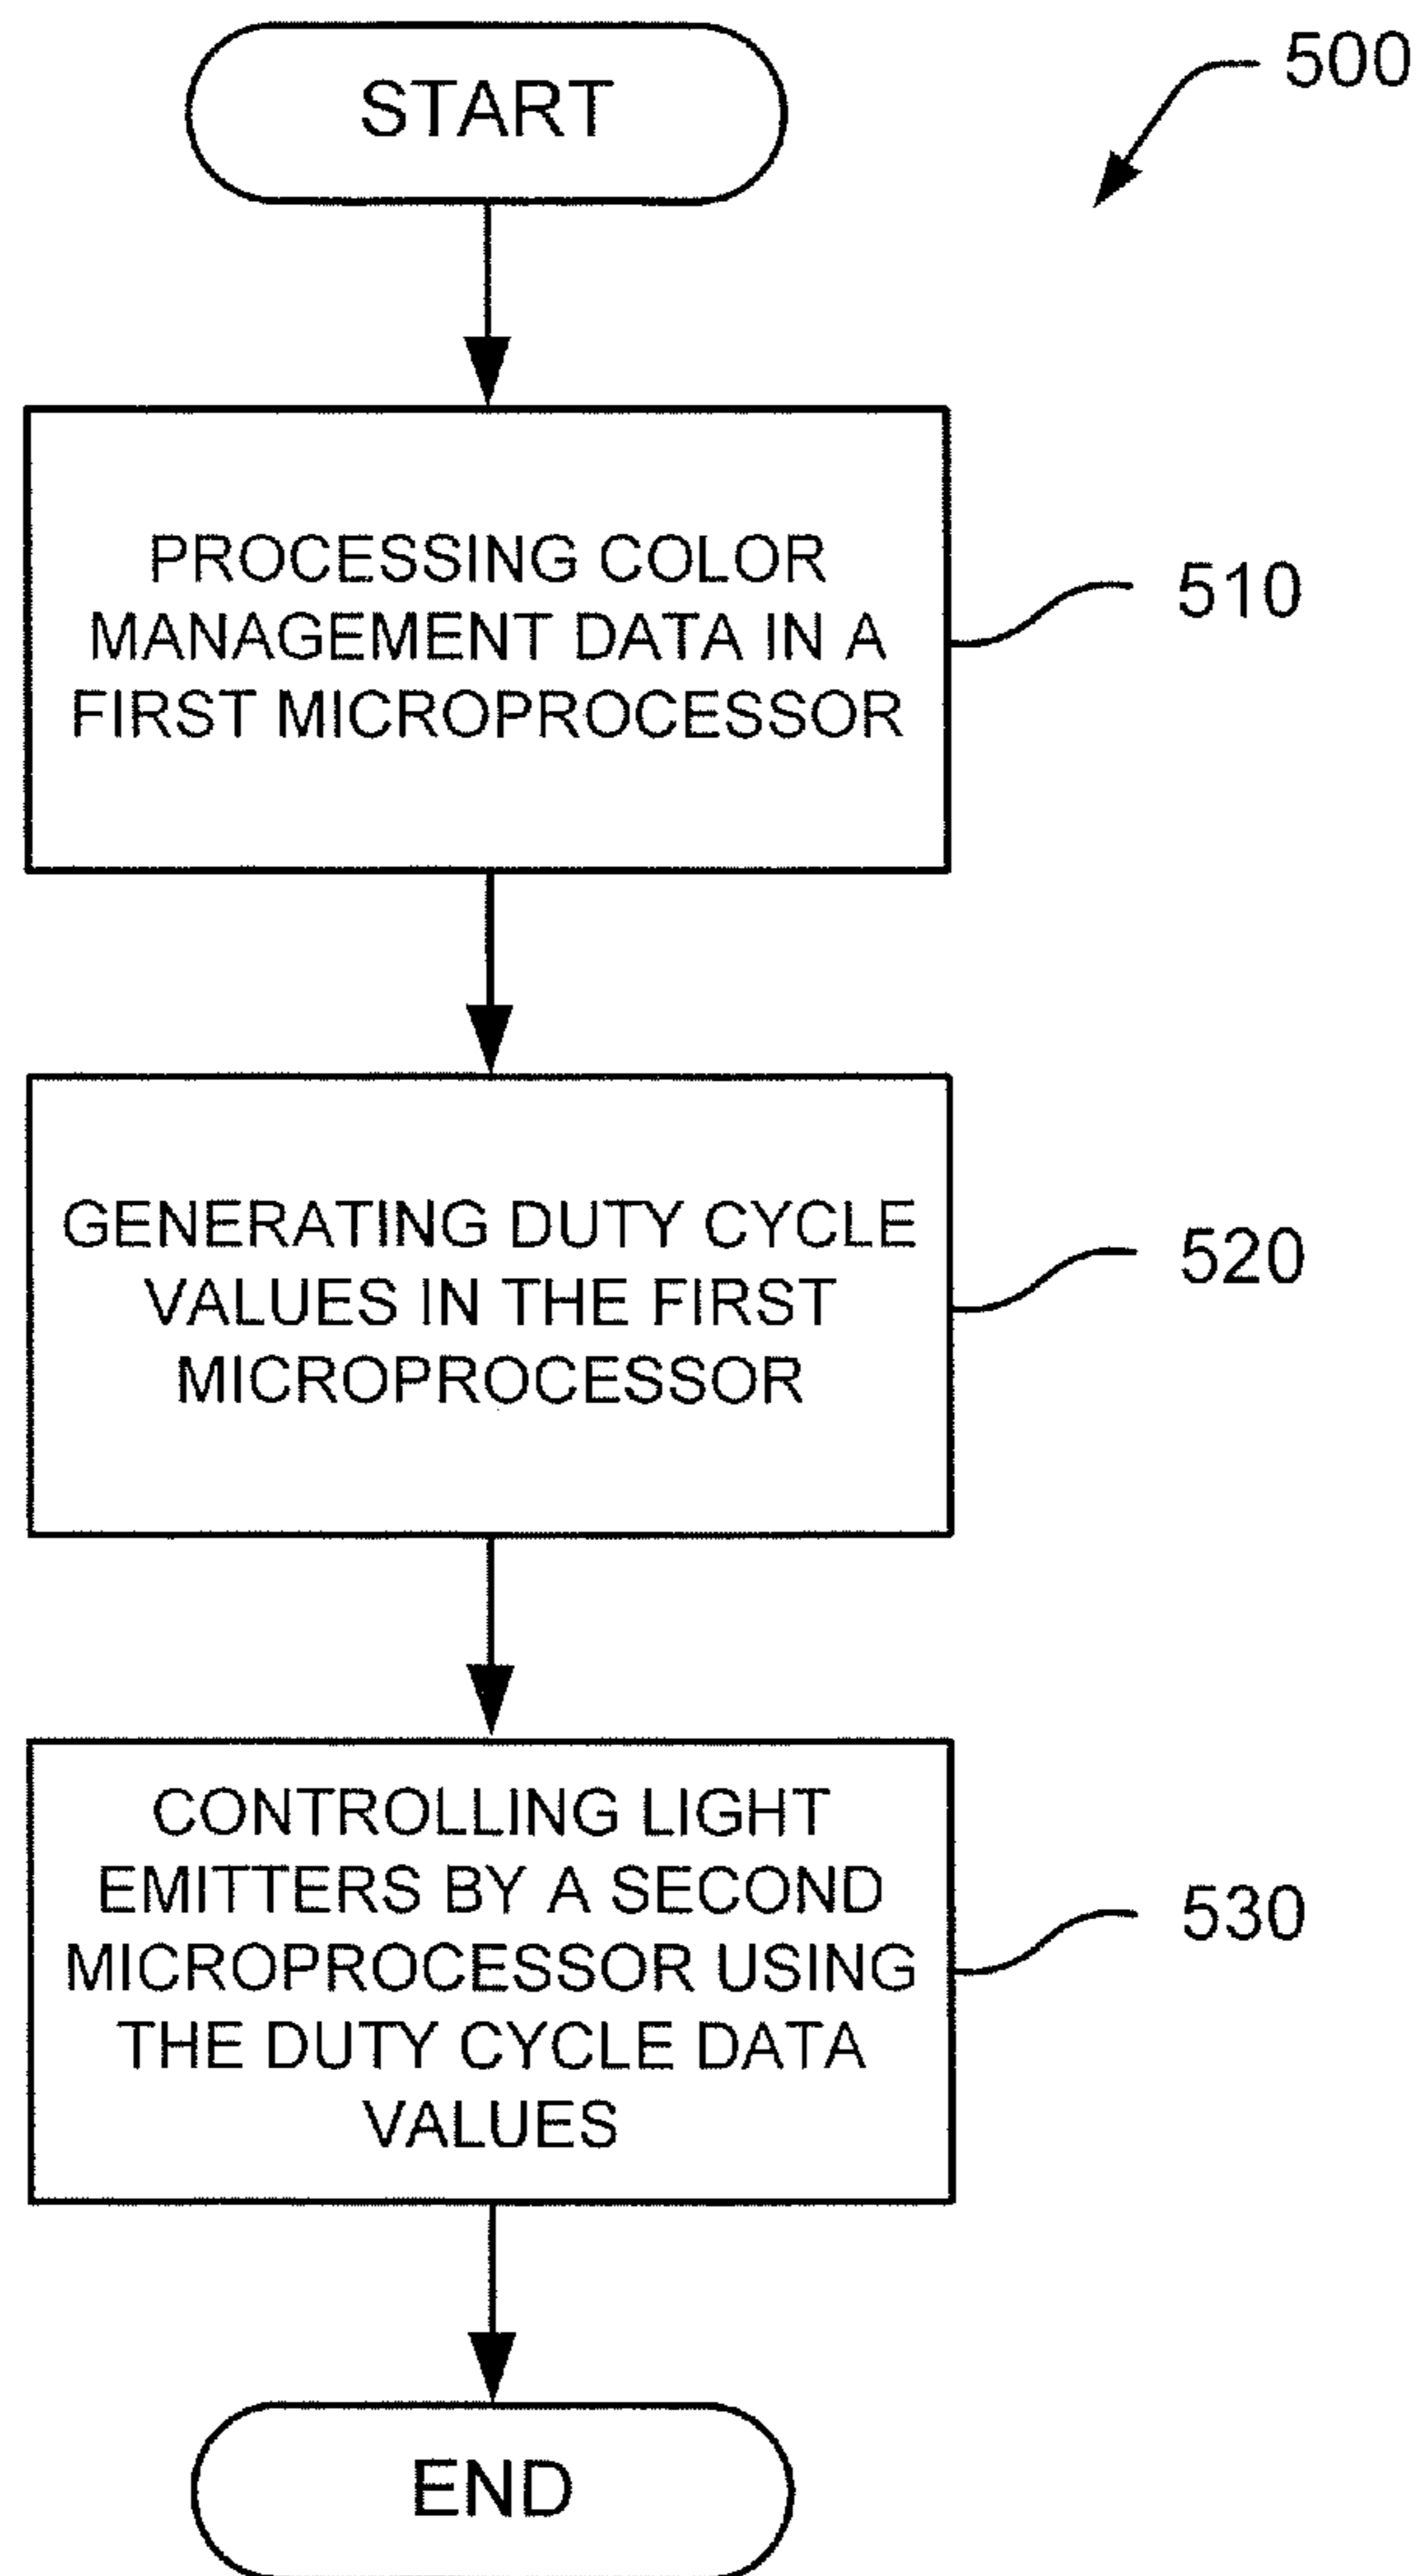 START
500
PROCESSING COLOR
MANAGEMENT DATA IN A
FIRST MICROPROCESSOR
510
GENERATING DUTY CYCLE
VALUES IN THE FIRST
MICROPROCESSOR
520
CONTROLLING LIGHT
EMITTERS BY A SECOND
MICROPROCESSOR USING
THE DUTY CYCLE DATA
VALUES
530
END